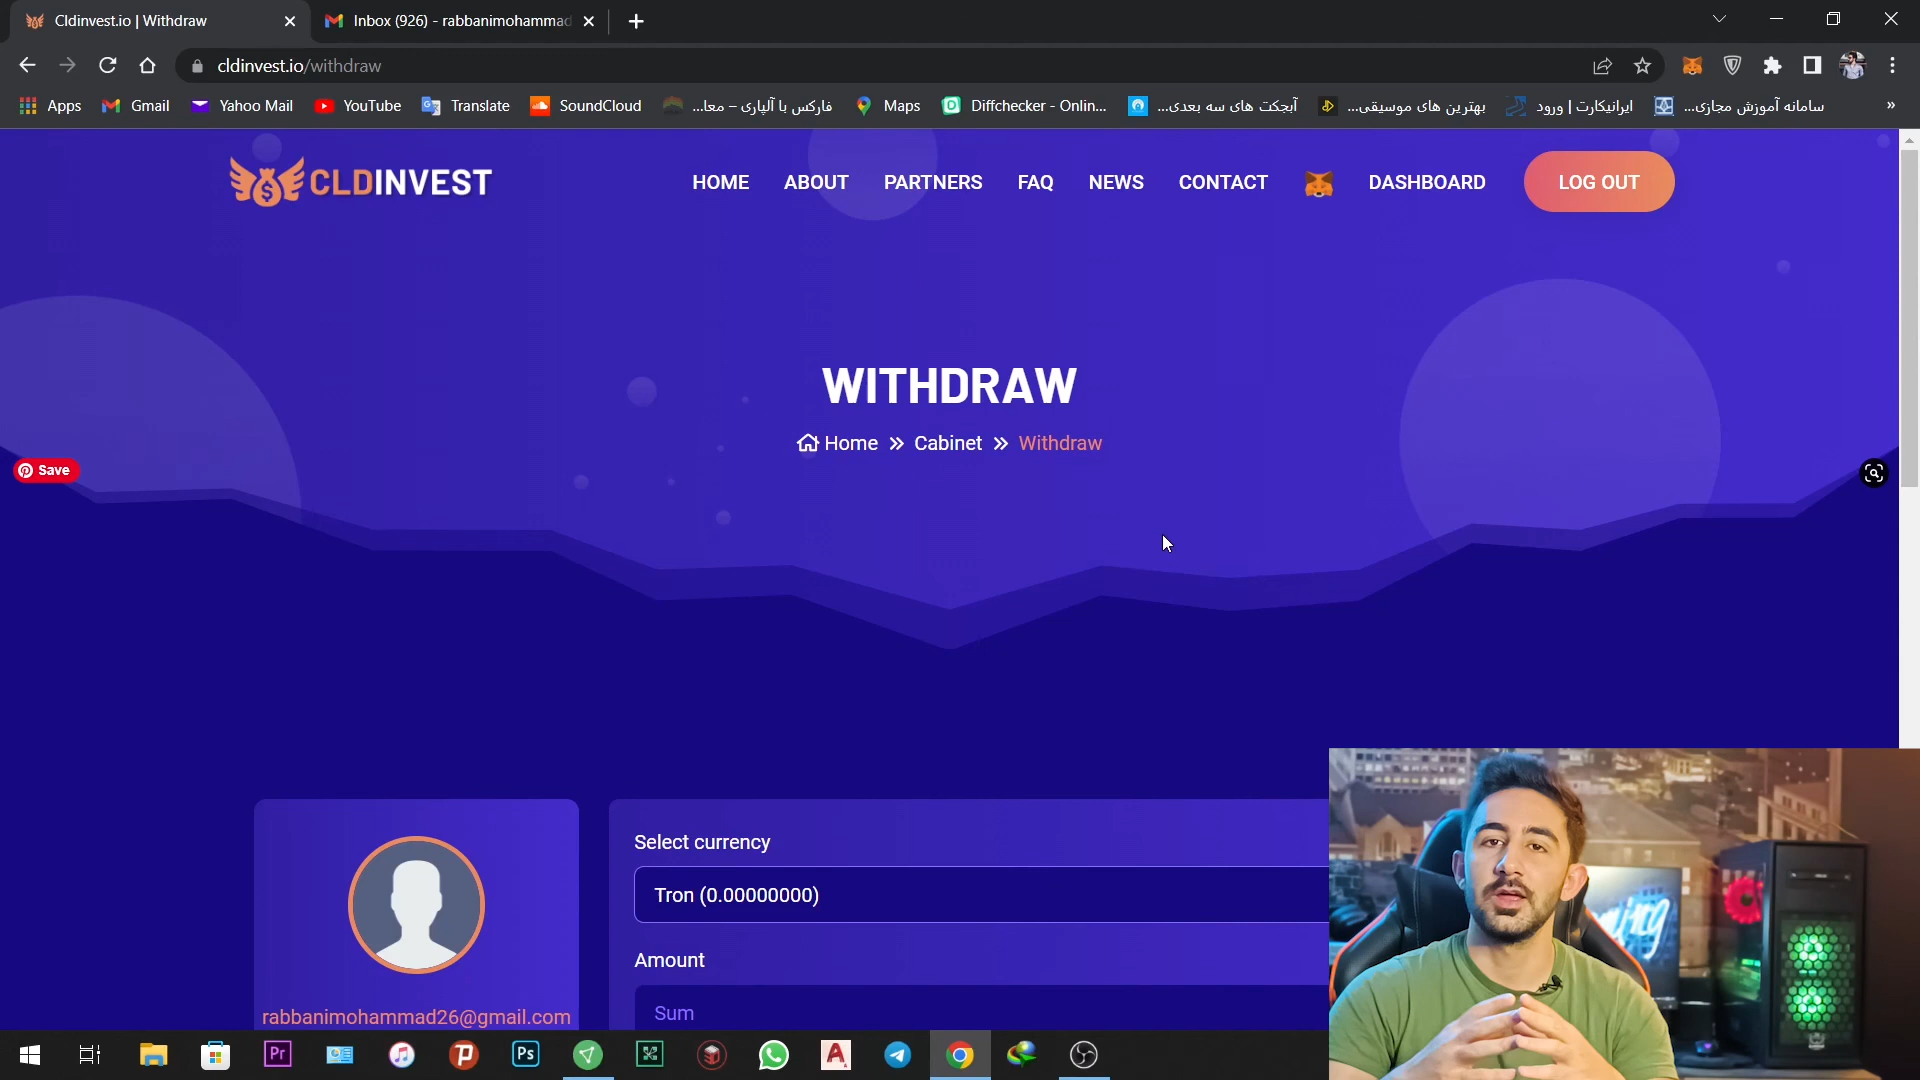 Cldinvest.io | Withdraw
Inbox (926) - rabbanimohammad
cldinvest.io/withdraw
Apps
Gmail
Yahoo Mail
YouTube
Translate
SoundCloud
فارکس با آلپاری – معا...
Maps
Diffchecker - Onlin...
آبجکت های سه بعدی...
بهترین های موسیقی...
ایرانیکارت | ورود
سامانه آموزش مجازی...
»
CLDINVEST
HOME
ABOUT
PARTNERS
FAQ
NEWS
CONTACT
DASHBOARD
LOG OUT
WITHDRAW
Home » Cabinet » Withdraw
Save
Select currency
Tron (0.00000000)
Amount
Sum
rabbanimohammad26@gmail.com
Pr
Ps